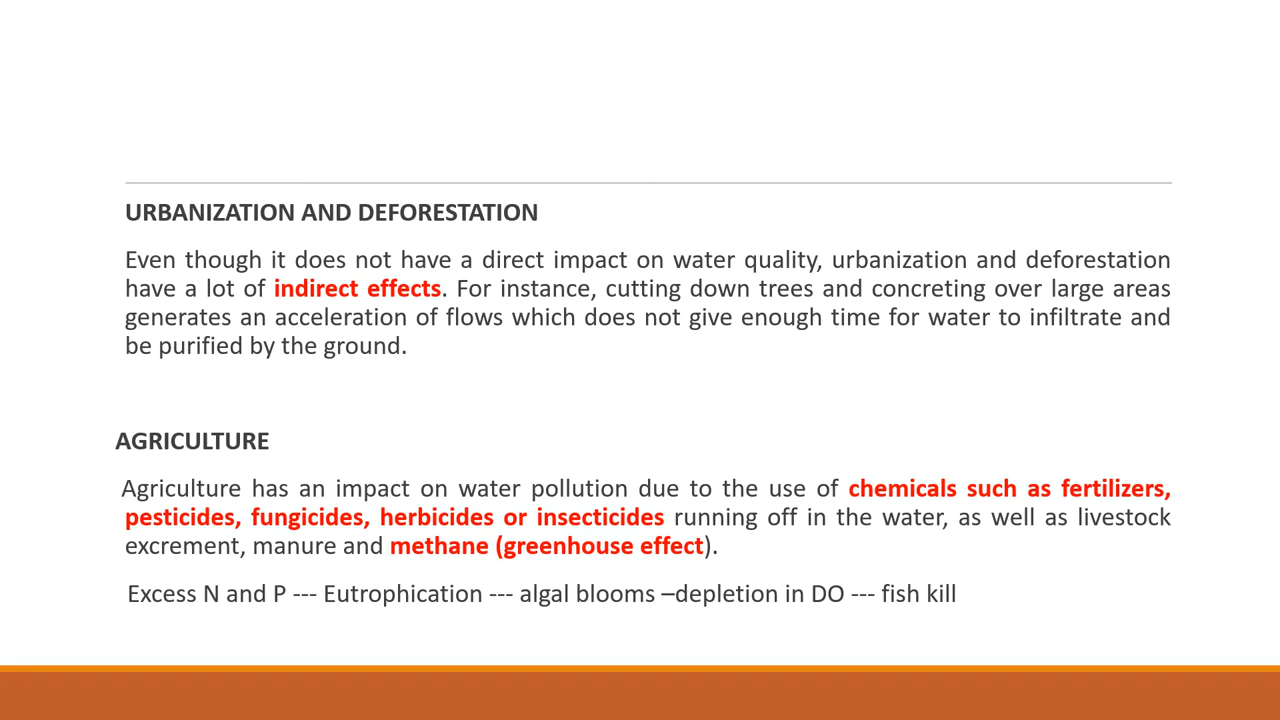 URBANIZATION AND DEFORESTATION
Even though it does not have a direct impact on water quality, urbanization and deforestation
have a lot of indirect effects. For instance, cutting down trees and concreting over large areas
generates an acceleration of flows which does not give enough time for water to infiltrate and
be purified by the ground.
AGRICULTURE
Agriculture has an impact on water pollution due to the use of chemicals such as fertilizers,
pesticides, fungicides, herbicides or insecticides running off in the water, as well as livestock
excrement, manure and methane (greenhouse effect).
Excess N and P --- Eutrophication --- algal blooms –depletion in DO --- fish kill